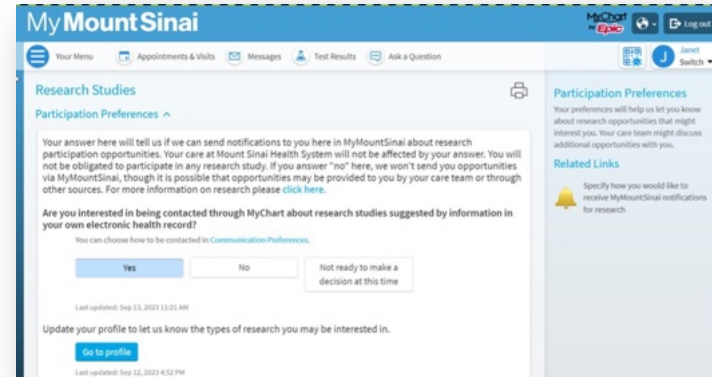 MyMountSinai
MyChart
by Epic
Log out
Your Menu
Appointments & Visits
Messages
Test Results
Ask a Question
J
Janet
Switch
Research Studies
Participation Preferences
Your answer here will tell us if we can send notifications to you here in MyMountSinai about research
participation opportunities. Your care at Mount Sinai Health System will not be affected by your answer. You will
not be obligated to participate in any research study. If you answer "no" here, we won't send you opportunities
via MyMountSinai, though it is possible that opportunities may be provided to you by your care team or through
other sources. For more information on research please click here.
Are you interested in being contacted through MyChart about research studies suggested by information in
your own electronic health record?
You can choose how to be contacted in Communication Preferences.
Yes
No
Not ready to make a
decision at this time
Last updated: Sep 13, 2023 11:21 AM
Update your profile to let us know the types of research you may be interested in.
Go to profile
Last updated: Sep 12, 2023 4:52 PM
Participation Preferences
Your preferences will help us let you know
about research opportunities that might
interest you. Your care team might discuss
additional opportunities with you.
Related Links
Specify how you would like to
receive MyMountSinai notifications
for research